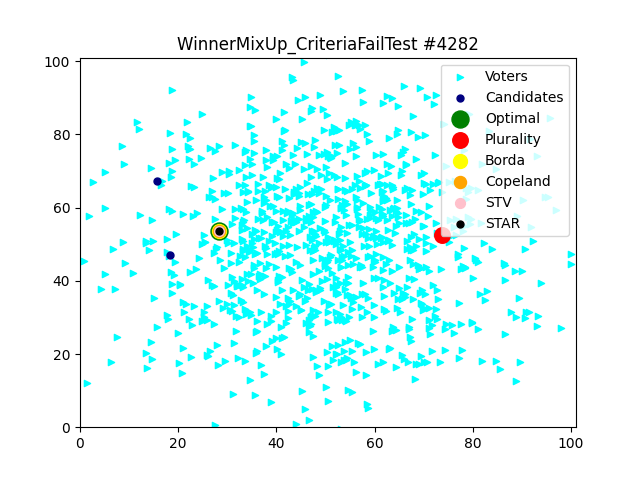 WinnerMixUp_CriteriaFailTest #4282
100
80
60
40
20
0
0
20
40
60
80
100
Voters
Candidates
Optimal
Plurality
Borda
Copeland
STV
STAR